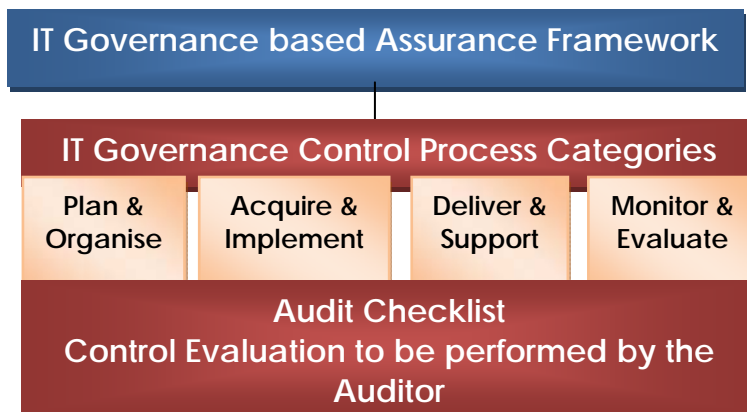 IT Governance based Assurance Framework
IT Governance Control Process Categories
Plan &
Organise
Acquire &
Implement
Deliver &
Support
Monitor &
Evaluate
Audit Checklist
Control Evaluation to be performed by the
Auditor